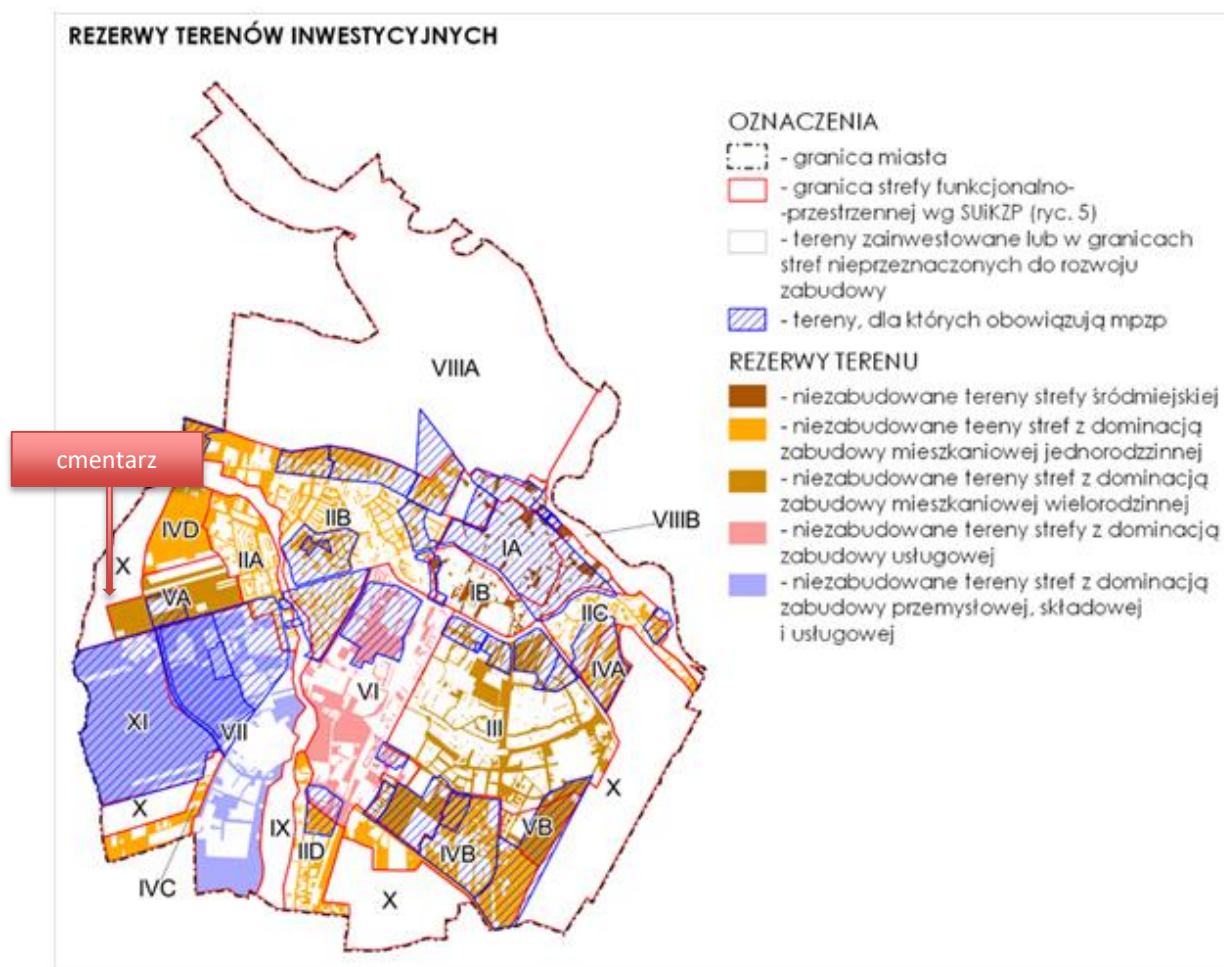 REZERWY TERENÓW INWESTYCYJNYCH
OZNACZENIA
- granica miasta
- granica strefy funkcjonalno-
-przestrzennej wg SUiKZP (ryc. 5)
- tereny zainwestowane lub w granicach
stref nieprzeznaczonych do rozwoju
zabudowy
- tereny, dla których obowiązują mpzp
REZERWY TERENU
- niezabudowane tereny strefy śródmiejskiej
- niezabudowane teeny stref z dominacją
zabudowy mieszkaniowej jednorodzinnej
- niezabudowane tereny stref z dominacją
zabudowy mieszkaniowej wielorodzinnej
- niezabudowane tereny strefy z dominacją
zabudowy usługowej
- niezabudowane tereny stref z dominacją
zabudowy przemysłowej, składowej
i usługowej
VIIIA
cmentarz
VIIIB
IVD
IIB
IA
X
IIA
VA
IB
IIC
IVA
VI
XI
VII
III
X
X
IX
VB
IID
IVB
IVC
X